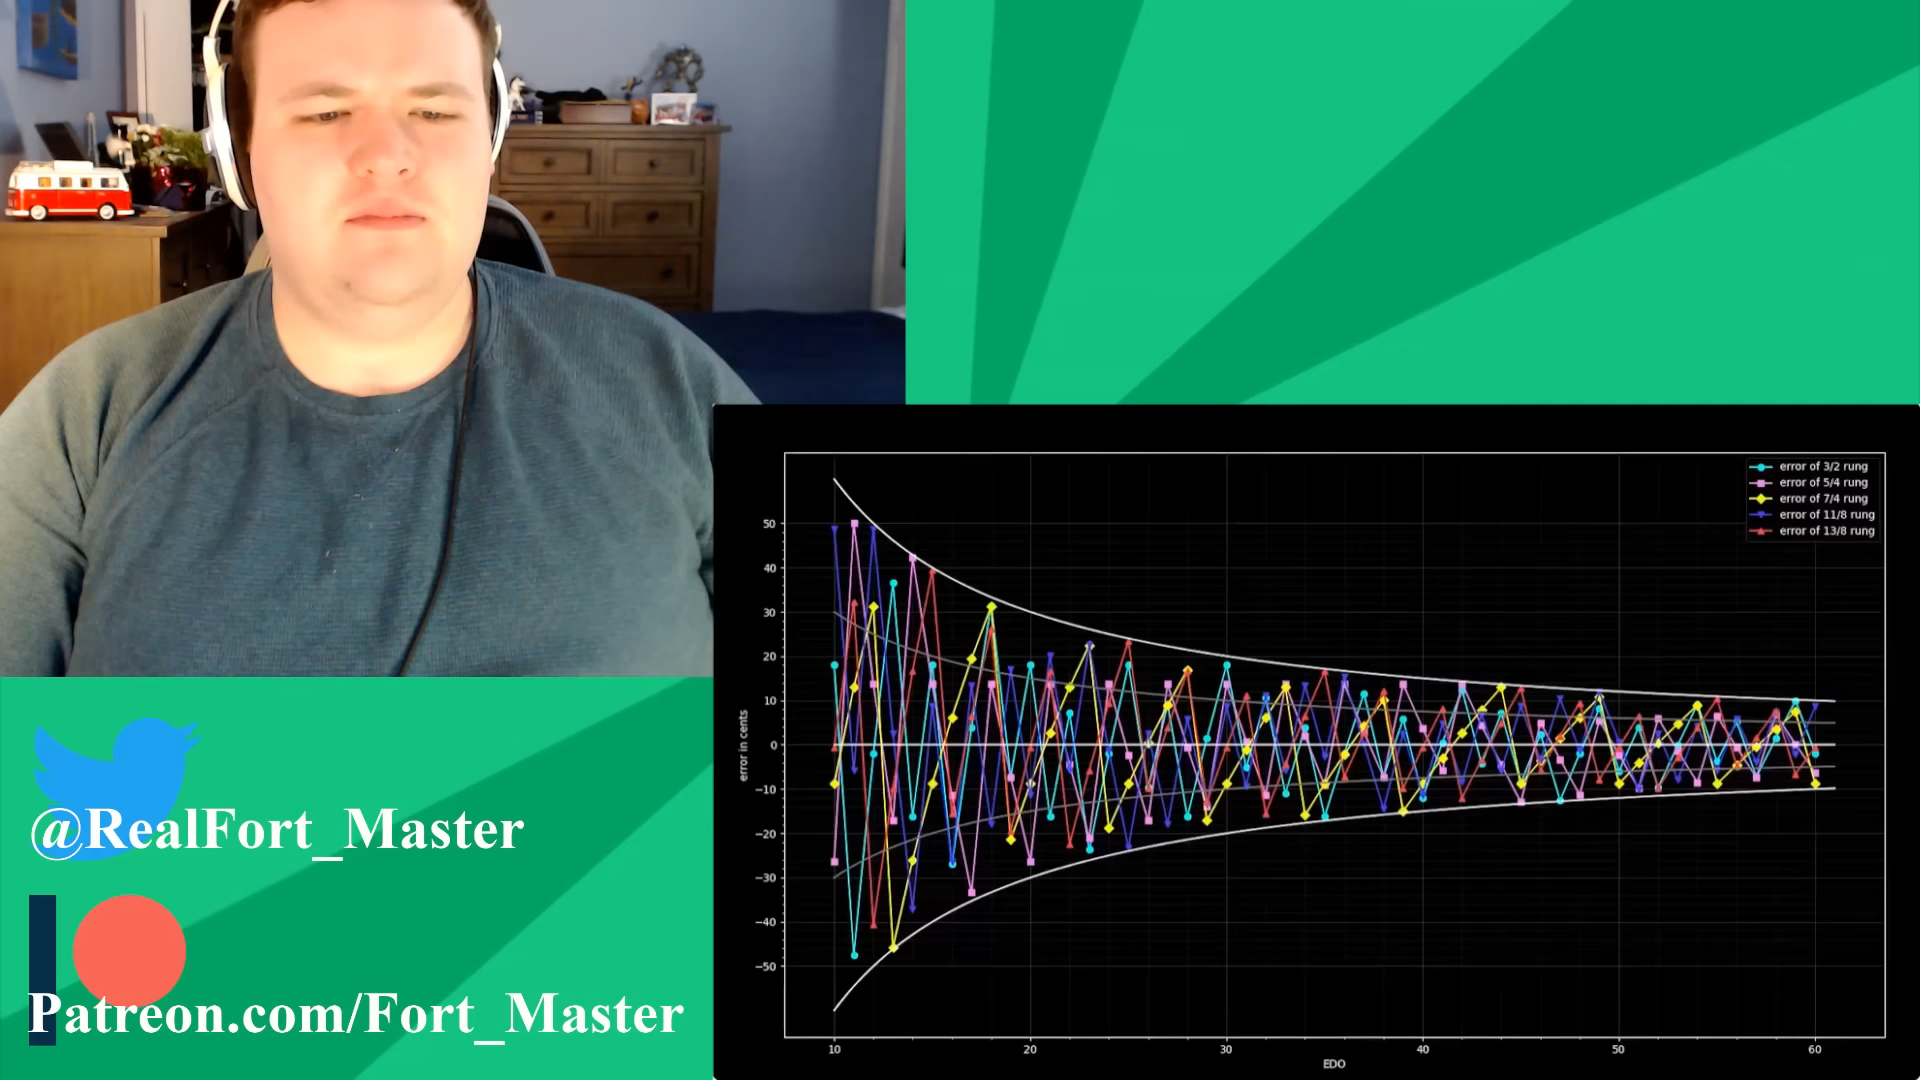 @RealFort_Master
Patreon.com/Fort_Master
error of 3/2 rung
error of 5/4 rung
error of 7/4 rung
error of 11/8 rung
error of 13/8 rung
error in cents
50
40
30
20
10
0
−10
−20
−30
−40
−50
10 20 30 40 50 60
EDO